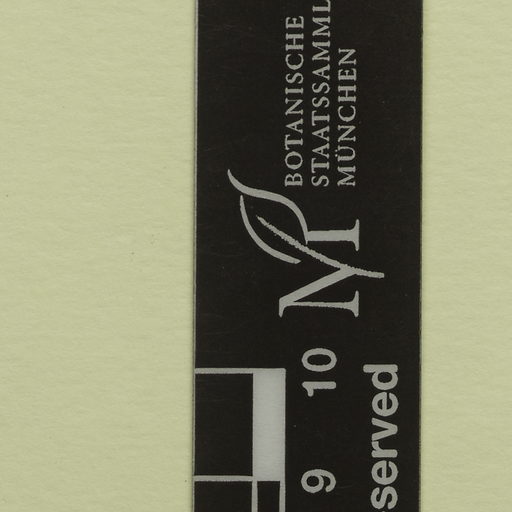 BOTANISCHE
STAATSSAMML
MÜNCHEN
M
9 10
served